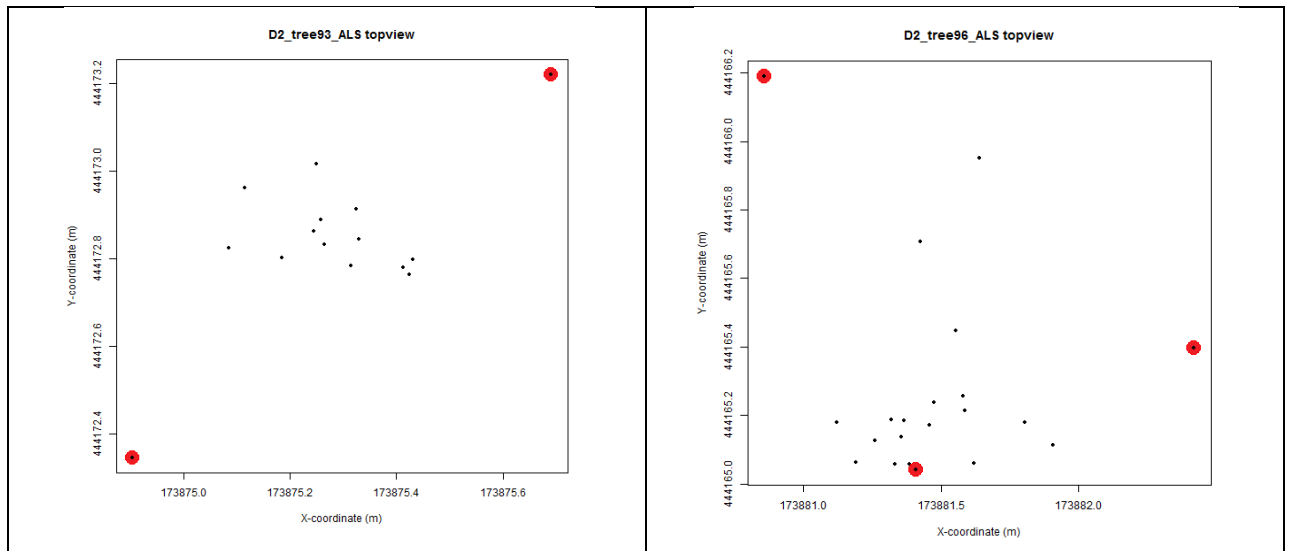 D2_tree93_ALS topview
Y-coordinate (m)
444173.2
444173.0
444172.8
444172.6
444172.4
173875.0 173875.2 173875.4 173875.6
X-coordinate (m)
D2_tree96_ALS topview
Y-coordinate (m)
444166.2
444166.0
444165.8
444165.6
444165.4
444165.2
444165.0
173881.0 173881.5 173882.0
X-coordinate (m)